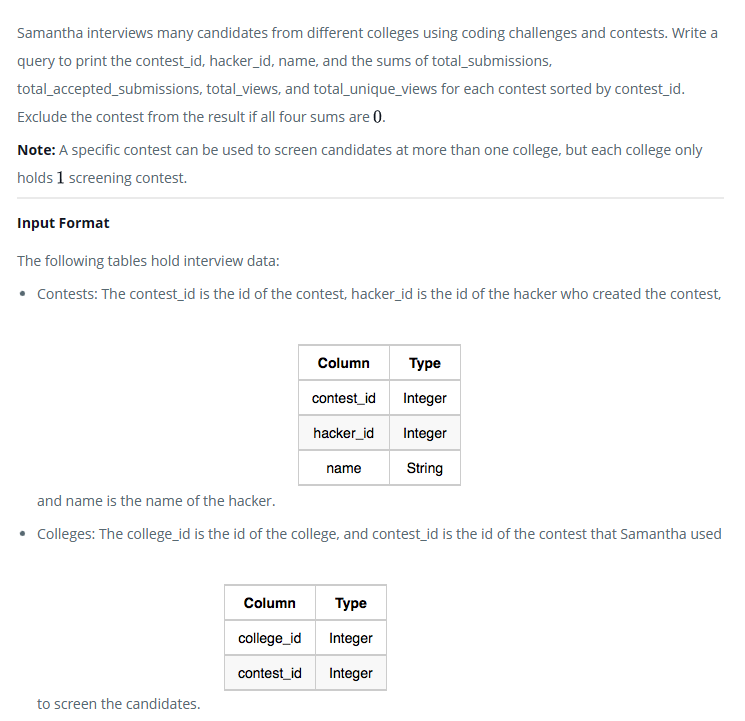 Samantha interviews many candidates from different colleges using coding challenges and contests. Write a
query to print the contest_id, hacker_id, name, and the sums of total_submissions,
total_accepted_submissions, total_views, and total_unique_views for each contest sorted by contest_id.
Exclude the contest from the result if all four sums are 0.
Note: A specific contest can be used to screen candidates at more than one college, but each college only
holds 1 screening contest.
Input Format
The following tables hold interview data:
• Contests: The contest_id is the id of the contest, hacker_id is the id of the hacker who created the contest,
Column Type
contest_id Integer
hacker_id Integer
name String
and name is the name of the hacker.
• Colleges: The college_id is the id of the college, and contest_id is the id of the contest that Samantha used
Column Type
college_id Integer
contest_id Integer
to screen the candidates.